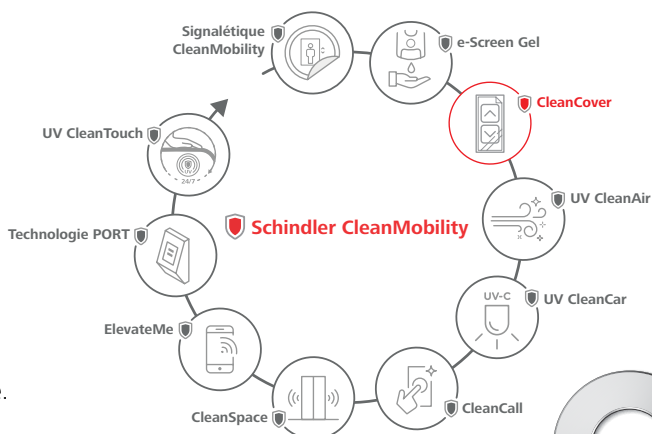 Signalétique
CleanMobility
e-Screen Gel
CleanCover
UV CleanTouch
UV
24/7
UV CleanAir
Technologie PORT
Schindler CleanMobility
UV-C
UV CleanCar
ElevateMe
CleanCall
CleanSpace
e.